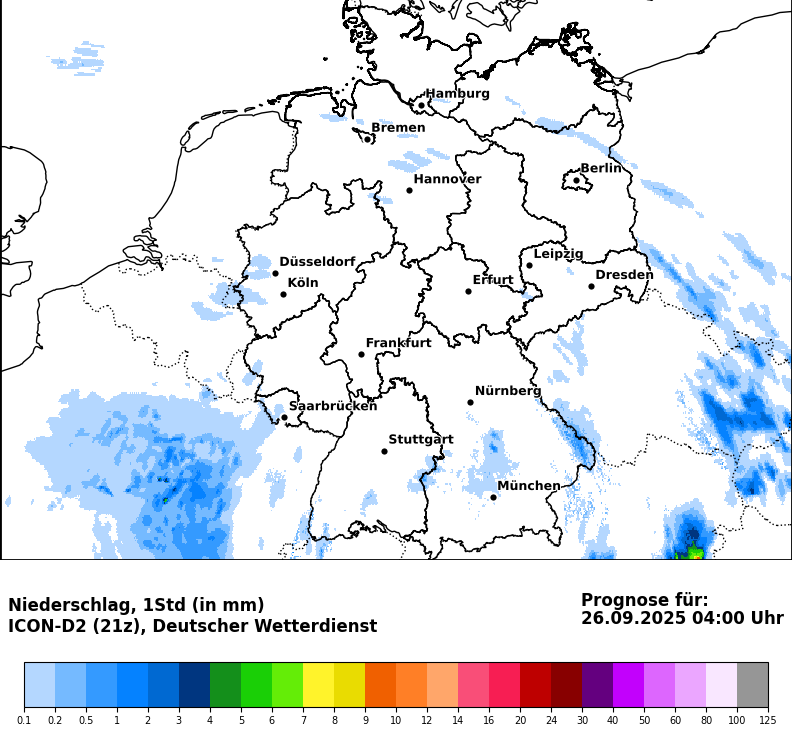 Hamburg
Bremen
Berlin
Hannover
Düsseldorf
Leipzig
Köln
Erfurt
Dresden
Frankfurt
Nürnberg
Saarbrücken
Stuttgart
München
Niederschlag, 1Std (in mm)
ICON-D2 (21z), Deutscher Wetterdienst
Prognose für:
26.09.2025 04:00 Uhr
0.1 0.2 0.5 1 2 3 4 5 6 7 8 9 10 12 14 16 20 24 30 40 50 60 80 100 125